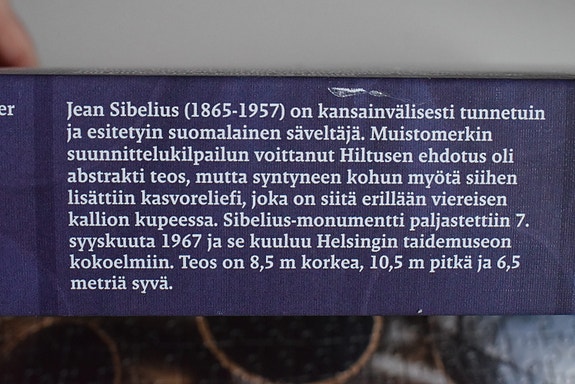 er
Jean Sibelius (1865-1957) on kansainvälisesti tunnetuin
ja esitetyin suomalainen säveltäjä. Muistomerkin
suunnittelukilpailun voittanut Hiltusen ehdotus oli
abstrakti teos, mutta syntyneen kohun myötä siihen
lisättiin kasvoreliefi, joka on siitä erillään viereisen
kallion kupeessa. Sibelius-monumentti paljastettiin 7.
syyskuuta 1967 ja se kuuluu Helsingin taidemuseon
kokoelmiin. Teos on 8,5 m korkea, 10,5 m pitkä ja 6,5
metriä syvä.